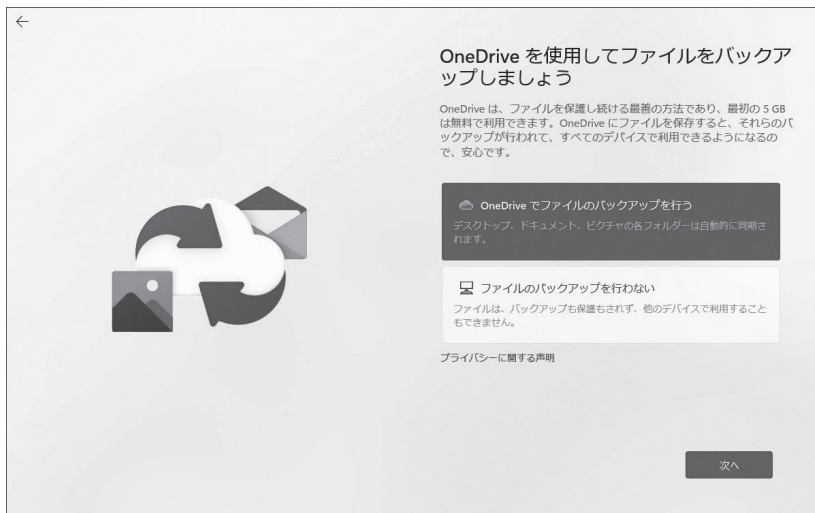 OneDrive を使用してファイルをバックア
ップしましょう
OneDrive は、ファイルを保護し続ける最善の方法であり、最初の 5 GB
は無料で利用できます。OneDrive にファイルを保存すると、それらのバ
ックアップが行われて、すべてのデバイスで利用できるようになるの
で、安心です。
OneDrive でファイルのバックアップを行う
デスクトップ、ドキュメント、ピクチャの各フォルダーは自動的に同期さ
れます。
ファイルのバックアップを行わない
ファイルは、バックアップも保護もされず、他のデバイスで利用すること
もできません。
プライバシーに関する声明
次へ